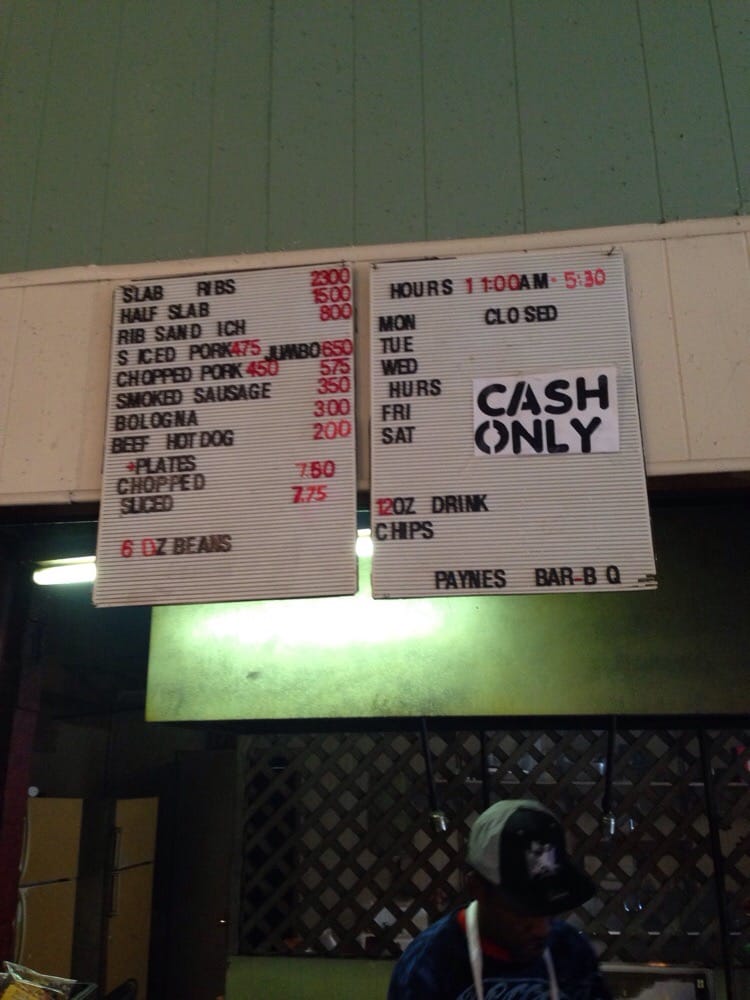 SLAB RIBS 2300
HALF SLAB 1500
RIB SAND ICH 800
S ICED PORK 475 JUMBO 650
CHOPPED PORK 450 575
SMOKED SAUSAGE 350
BOLOGNA 300
BEEF HOTDOG 200
+PLATES
CHOPPED 7.50
SLICED 7.75
6 OZ BEANS
HOURS 11:00AM- 5:30
MON CLOSED
TUE
WED
HURS
FRI
SAT
CASH
ONLY
12OZ DRINK
CHIPS
PAYNES BAR-B Q